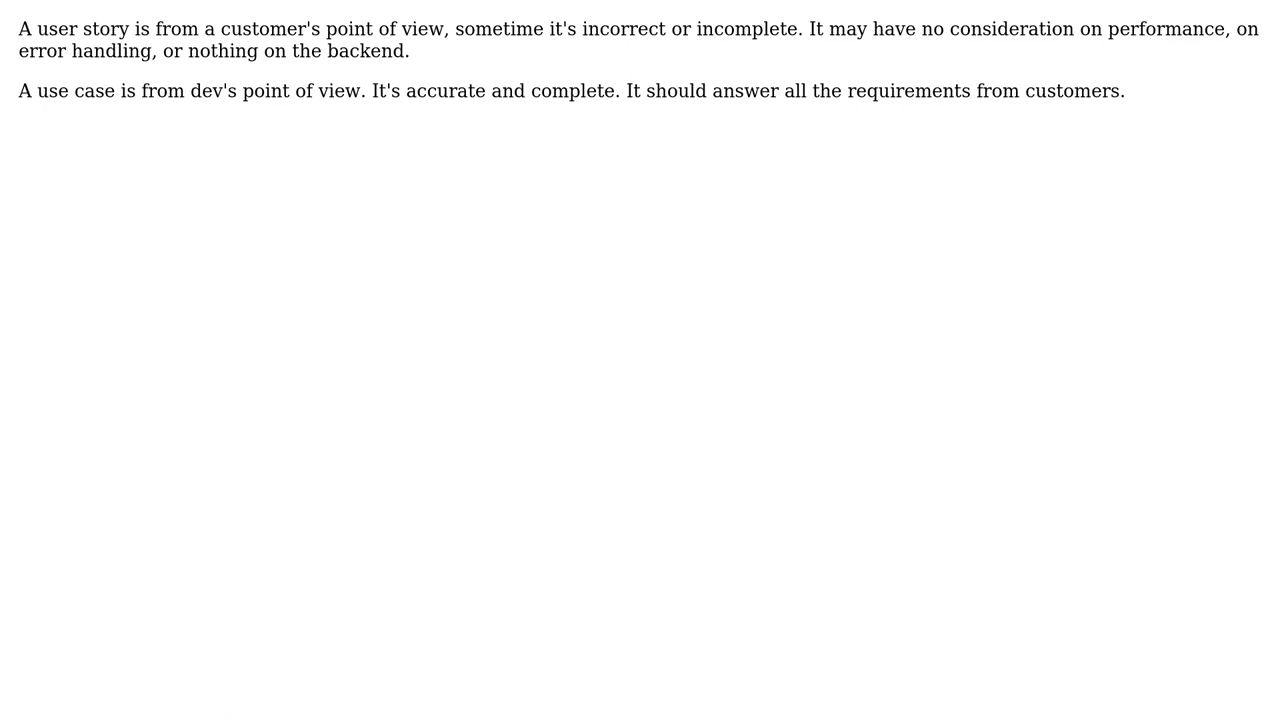 A user story is from a customer's point of view, sometime it's incorrect or incomplete. It may have no consideration on performance, on
error handling, or nothing on the backend.
A use case is from dev's point of view. It's accurate and complete. It should answer all the requirements from customers.